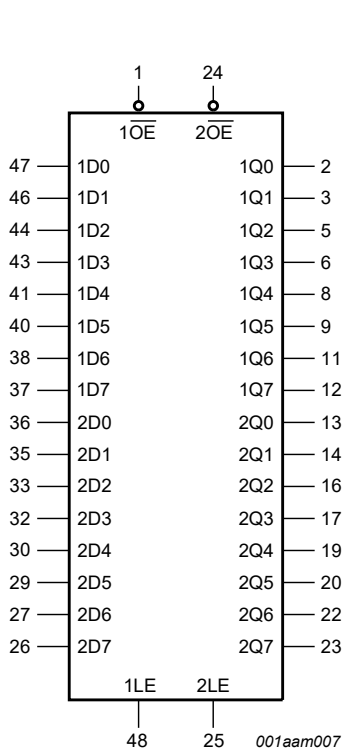 1 24
1OE 2OE
47 1D0 1Q0 2
46 1D1 1Q1 3
44 1D2 1Q2 5
43 1D3 1Q3 6
41 1D4 1Q4 8
40 1D5 1Q5 9
38 1D6 1Q6 11
37 1D7 1Q7 12
36 2D0 2Q0 13
35 2D1 2Q1 14
33 2D2 2Q2 16
32 2D3 2Q3 17
30 2D4 2Q4 19
29 2D5 2Q5 20
27 2D6 2Q6 22
26 2D7 2Q7 23
1LE 2LE
48 25 001aam007